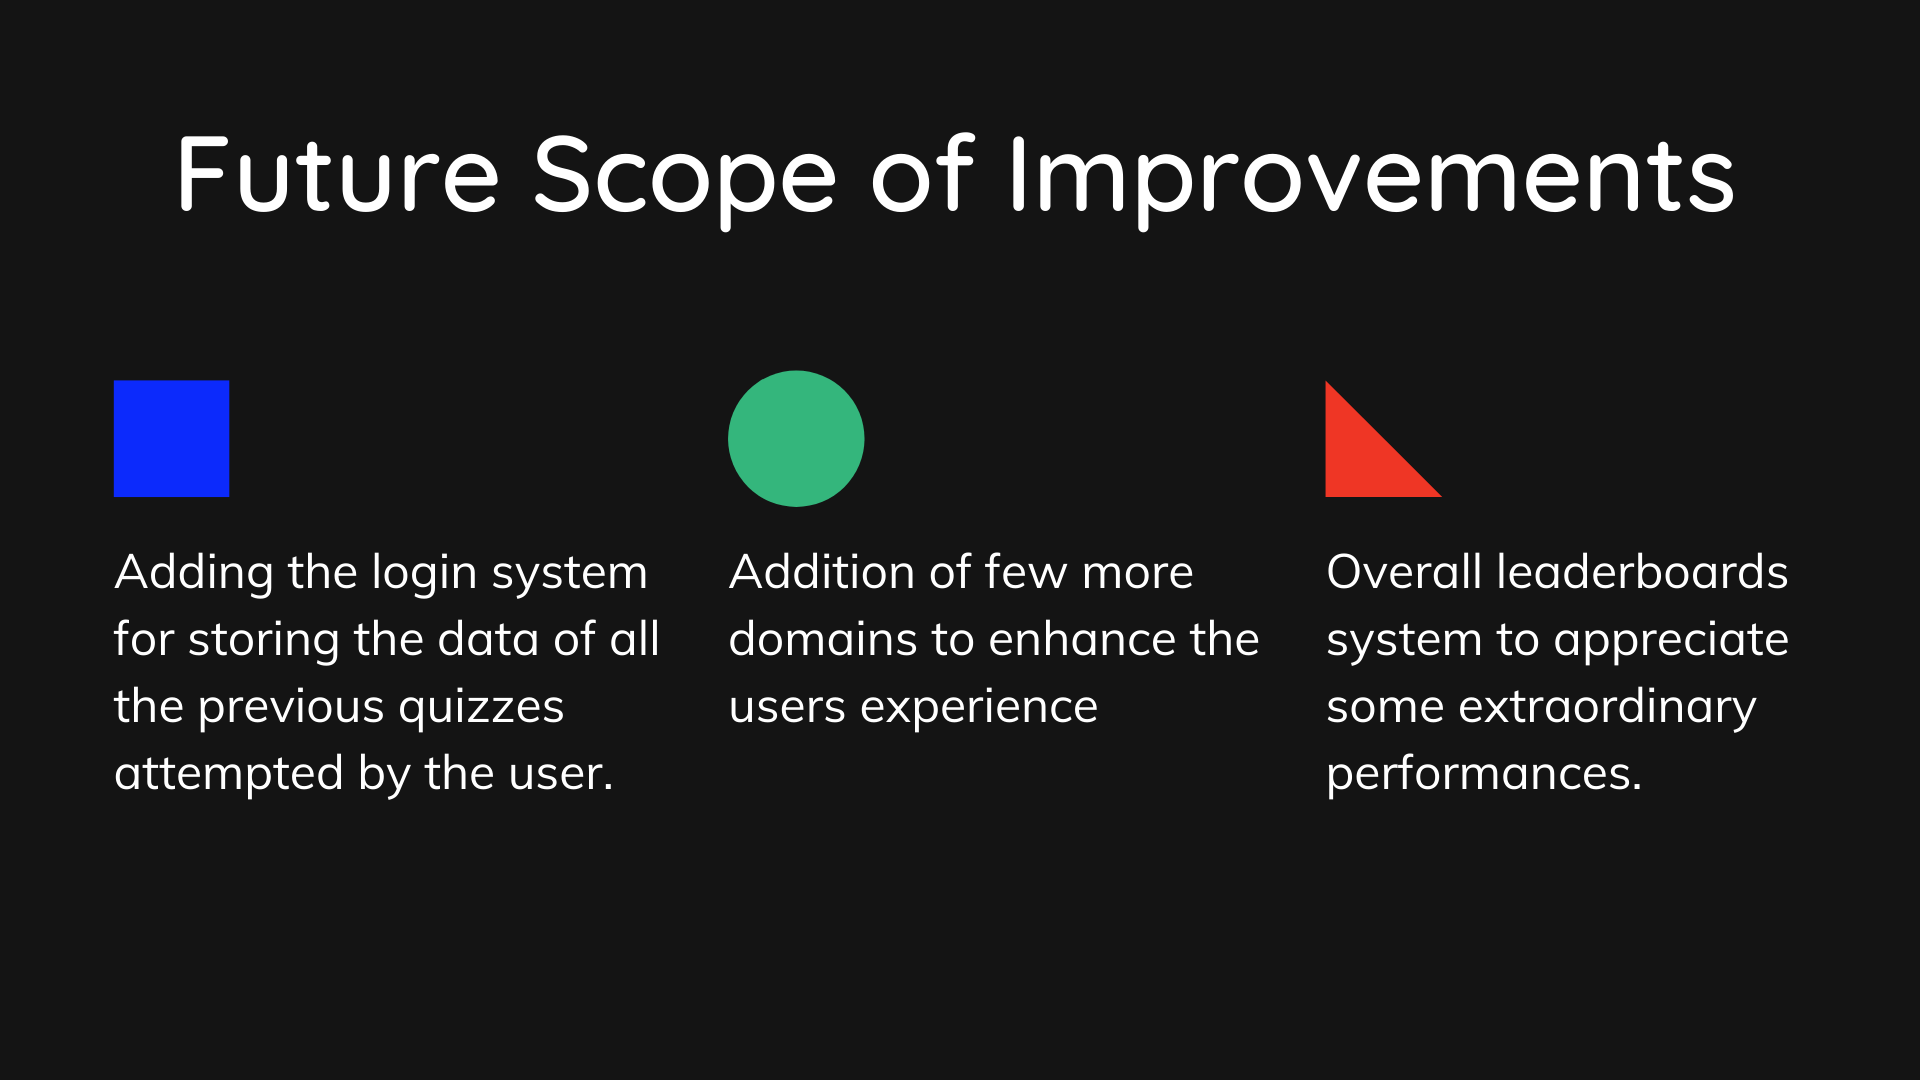 Future Scope of Improvements
Adding the login system
for storing the data of all
the previous quizzes
attempted by the user.
Addition of few more
domains to enhance the
users experience
Overall leaderboards
system to appreciate
some extraordinary
performances.